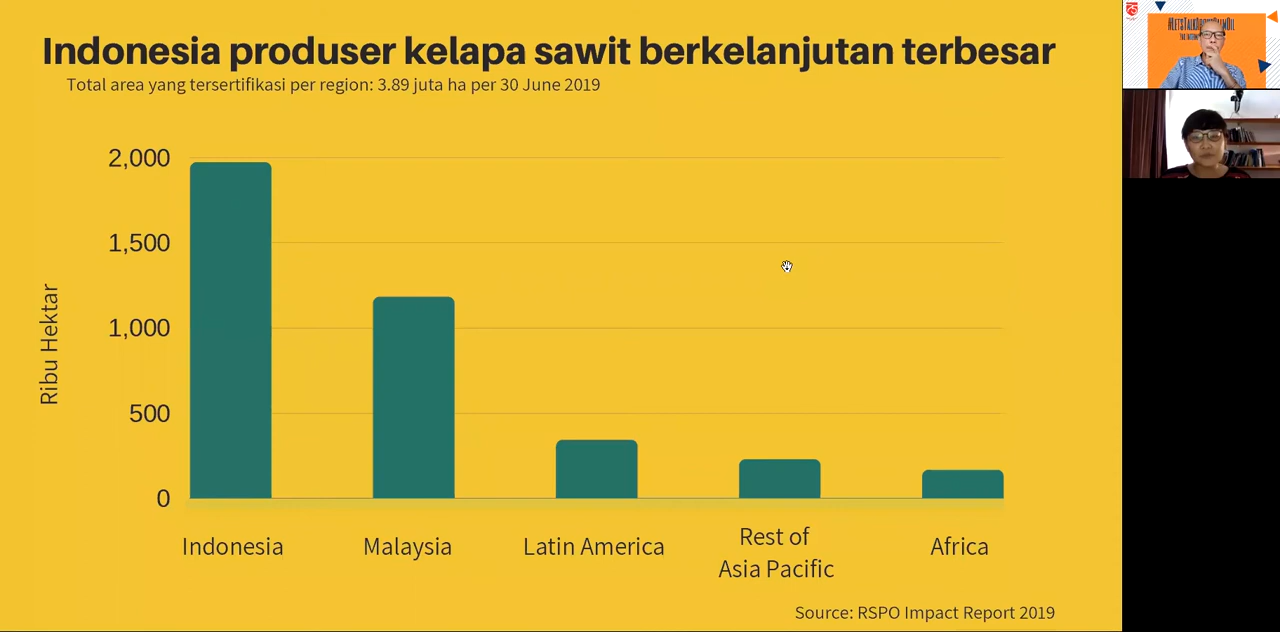 Indonesia produser kelapa sawit berkelanjutan terbesar
Total area yang tersertifikasi per region: 3.89 juta ha per 30 June 2019
Ribu Hektar
2,000
1,500
1,000
500
0
Indonesia
Malaysia
Latin America
Rest of
Asia Pacific
Africa
Source: RSPO Impact Report 2019